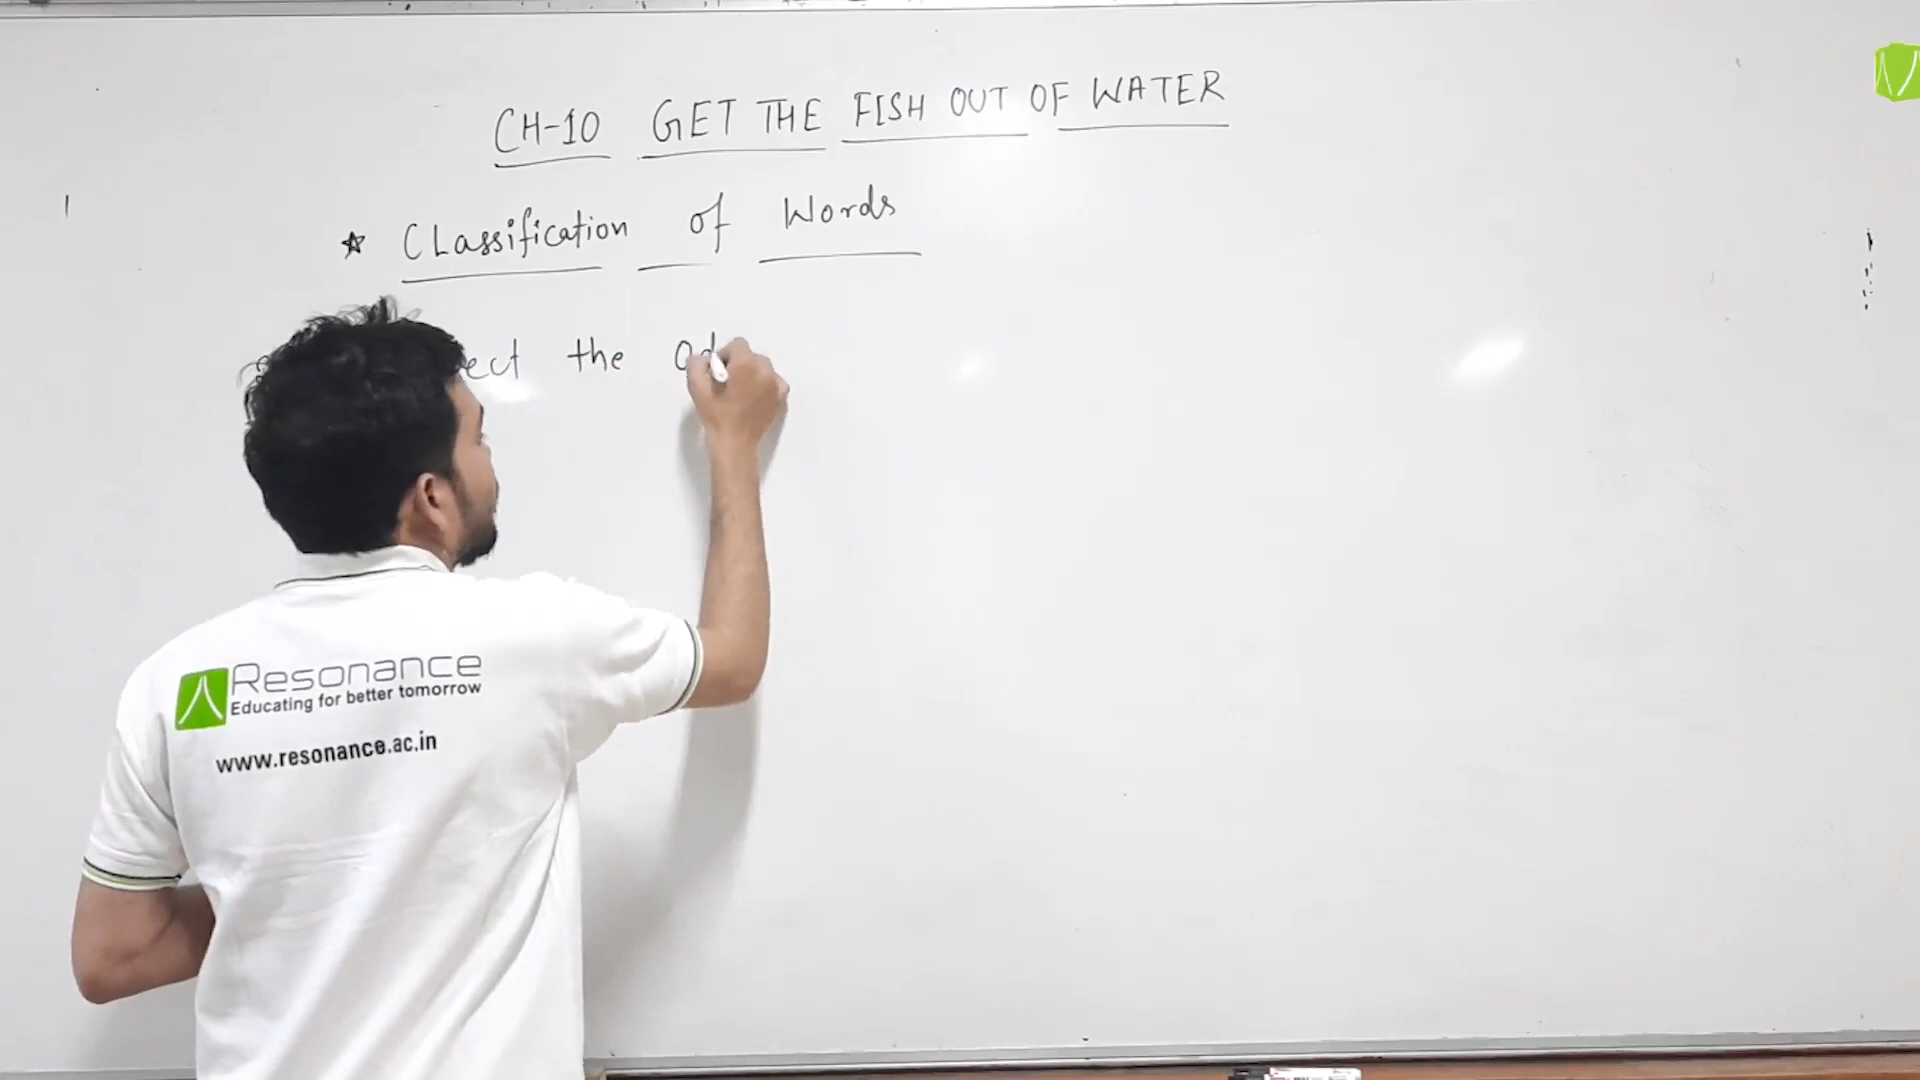 CH-10 GET THE FISH OUT OF WATER
CLassification of Words
the
Resonance
Educating for better tomorrow
www.resonance.ac.in